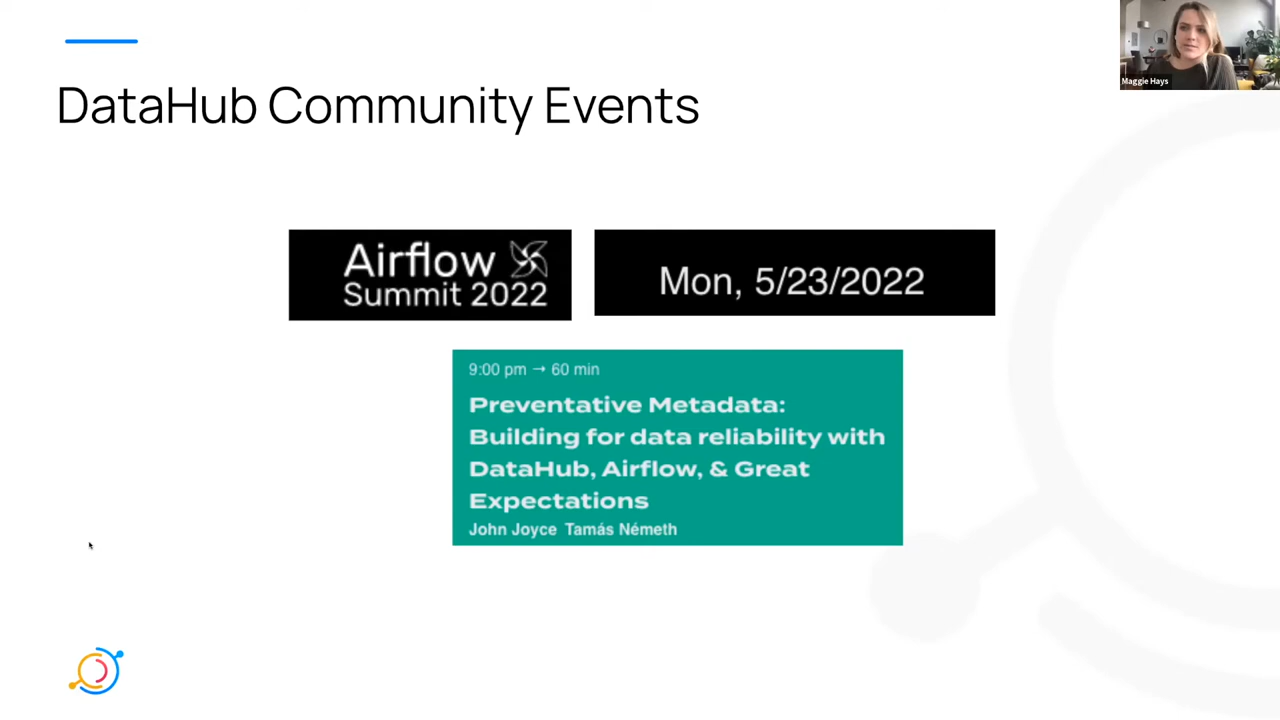 Maggie Hays
DataHub Community Events
Airflow
Summit 2022
Mon, 5/23/2022
9:00 pm → 60 min
Preventative Metadata:
Building for data reliability with
DataHub, Airflow, & Great
Expectations
John Joyce Tamás Németh